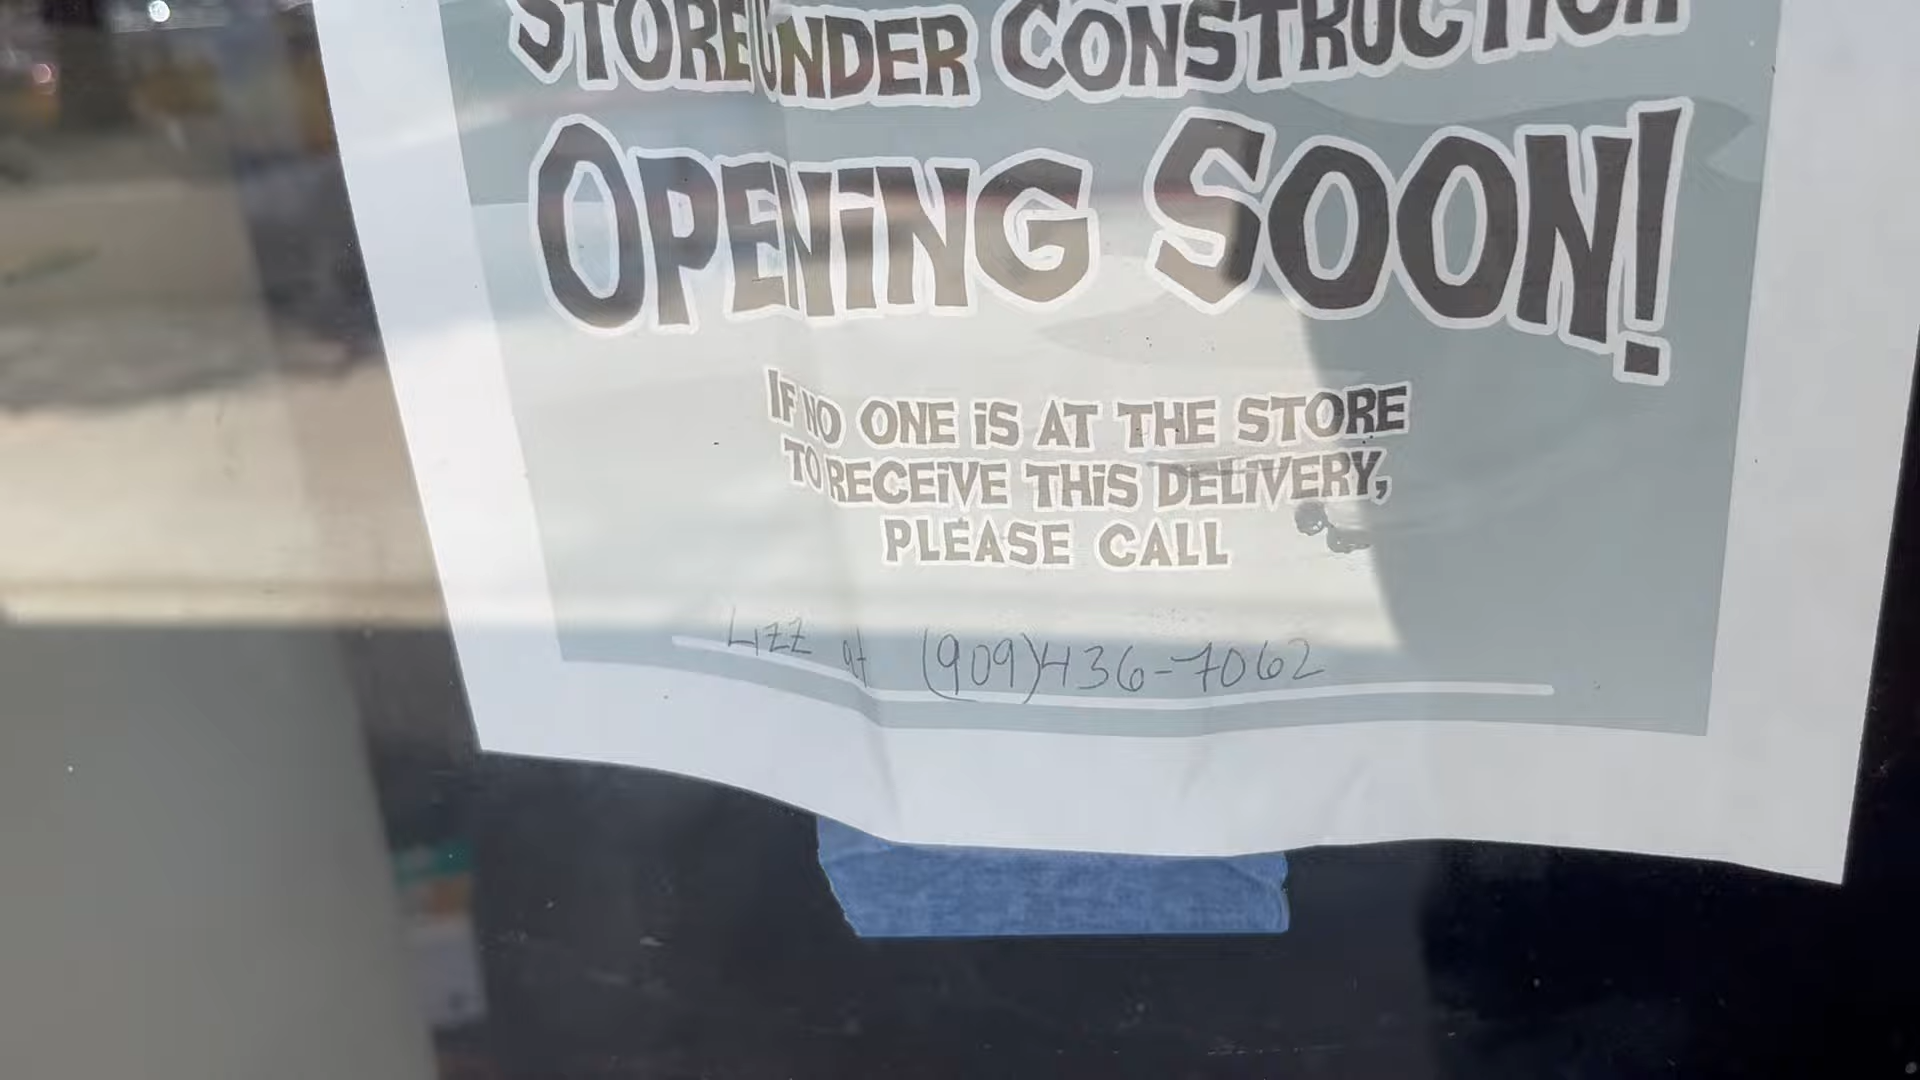 STORE UNDER CONSTRUCTION
OPENiNG SOON!
IF NO ONE iS AT THE STORE
TO RECEiVE THiS DELiVERY,
PLEASE CALL
Lizz at (909)436-7062